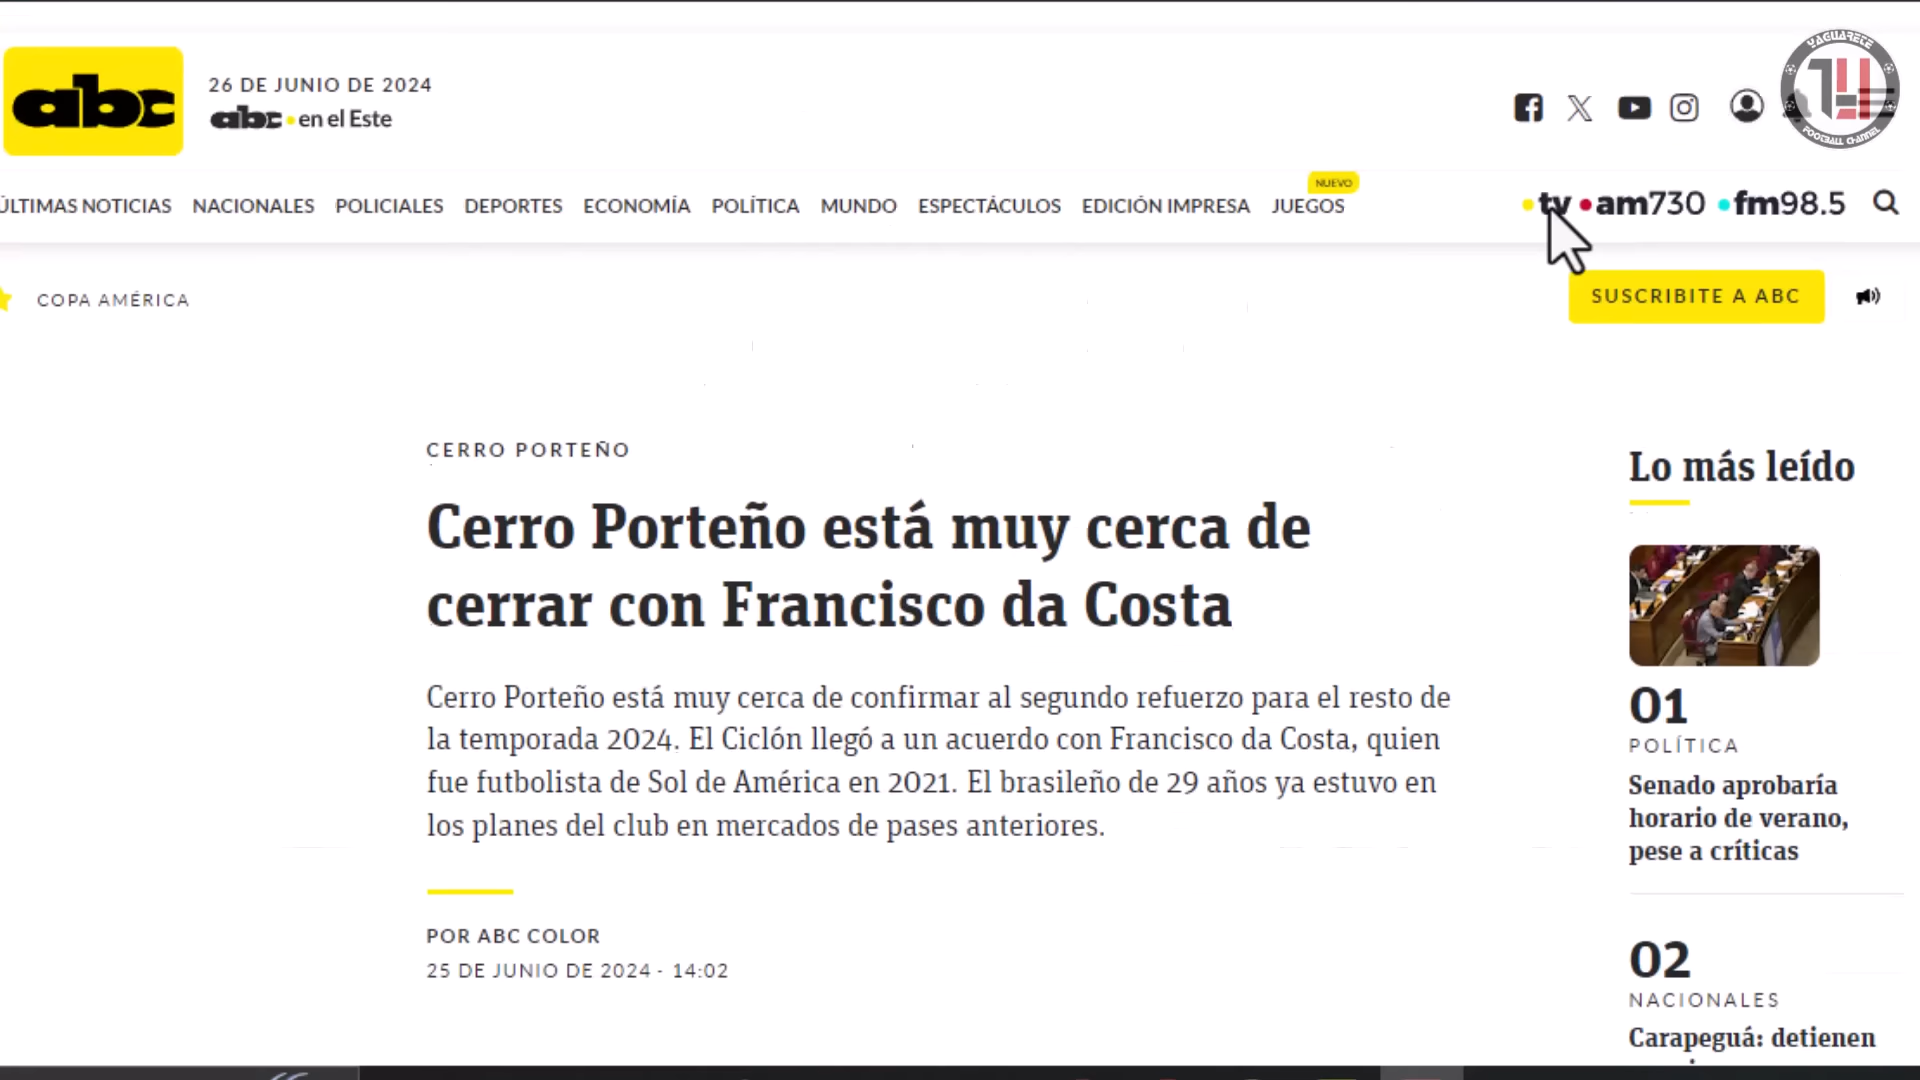 abc
26 DE JUNIO DE 2024
abc en el Este
YAGUARETE
FOOTBALL CHANNEL
ÚLTIMAS NOTICIAS NACIONALES POLICIALES DEPORTES ECONOMÍA POLÍTICA MUNDO ESPECTÁCULOS EDICIÓN IMPRESA JUEGOS NUEVO
tv am730 fm98.5
COPA AMÉRICA
SUSCRIBITE A ABC
CERRO PORTEÑO
Cerro Porteño está muy cerca de
cerrar con Francisco da Costa
Cerro Porteño está muy cerca de confirmar al segundo refuerzo para el resto de
la temporada 2024. El Ciclón llegó a un acuerdo con Francisco da Costa, quien
fue futbolista de Sol de América en 2021. El brasileño de 29 años ya estuvo en
los planes del club en mercados de pases anteriores.
POR ABC COLOR
25 DE JUNIO DE 2024 - 14:02
Lo más leído
01
POLÍTICA
Senado aprobaría
horario de verano,
pese a críticas
02
NACIONALES
Carapeguá: detienen